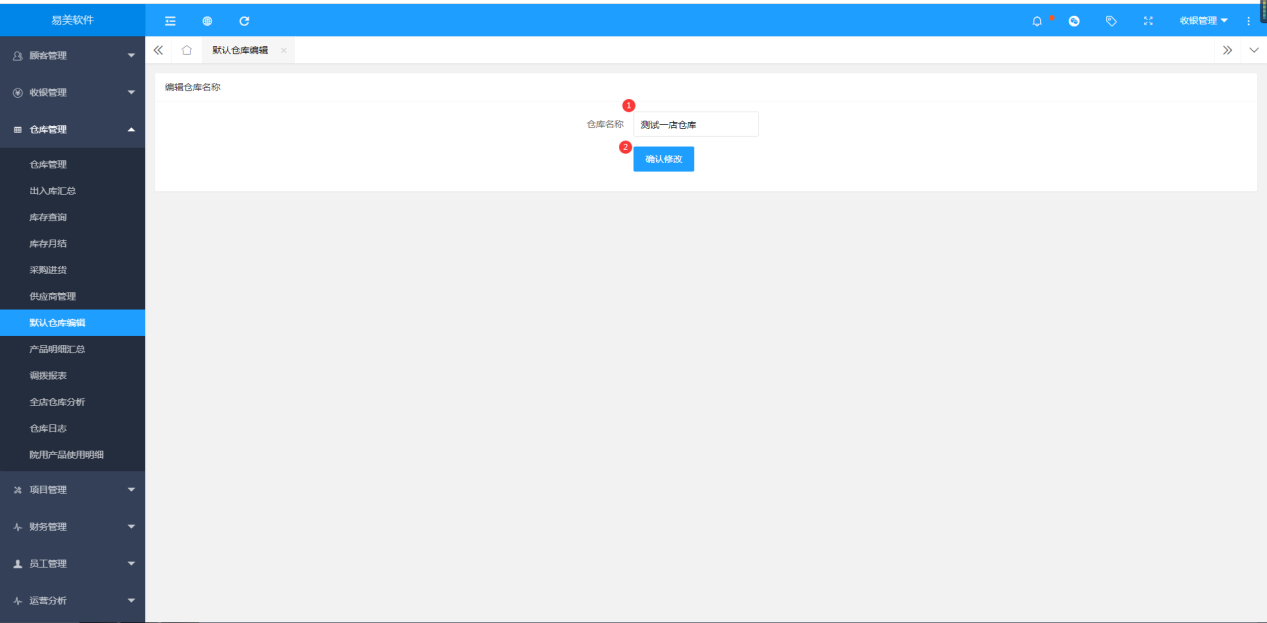 易美软件
收银管理
顾客管理
收银管理
仓库管理
仓库管理
出入库汇总
库存查询
库存月结
采购进货
供应商管理
默认仓库编辑
产品明细汇总
调拨报表
全店仓库分析
仓库日志
院用产品使用明细
项目管理
财务管理
员工管理
运营分析
默认仓库编辑
编辑仓库名称
1
仓库名称 测试一店仓库
2
确认修改